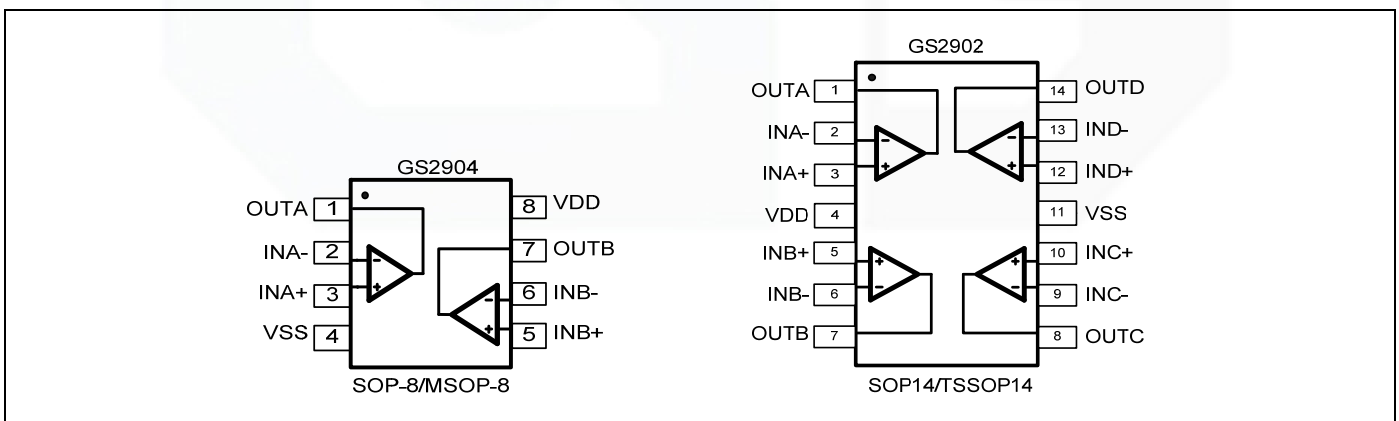 GS2904
OUTA 1
INA- 2
INA+ 3
VSS 4
8 VDD
7 OUTB
6 INB-
5 INB+
- +
- +
SOP-8/MSOP-8
GS2902
OUTA 1
INA- 2
INA+ 3
VDD 4
INB+ 5
INB- 6
OUTB 7
14 OUTD
13 IND-
12 IND+
11 VSS
10 INC+
9 INC-
8 OUTC
- +
- +
+ -
+ -
SOP14/TSSOP14